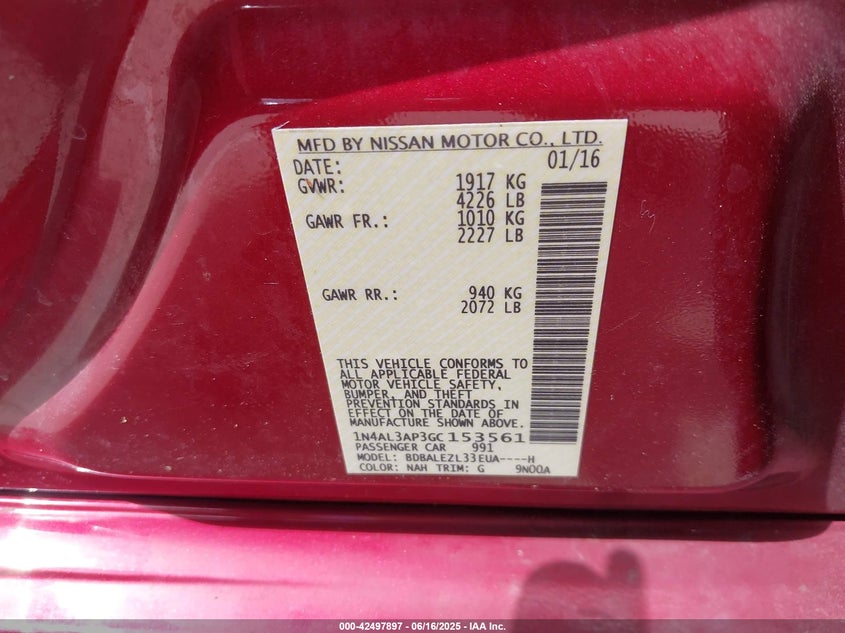 MFD BY NISSAN MOTOR CO., LTD.
DATE: 01/16
GVWR: 1917 KG
4226 LB
GAWR FR.: 1010 KG
2227 LB
GAWR RR.: 940 KG
2072 LB
THIS VEHICLE CONFORMS TO
ALL APPLICABLE FEDERAL
MOTOR VEHICLE SAFETY,
BUMPER, AND THEFT
PREVENTION STANDARDS IN
EFFECT ON THE DATE OF
MANUFACTURE SHOWN ABOVE.
1N4AL3AP3GC153561
PASSENGER CAR 991
MODEL: BDBALEZL33EUA----H
COLOR: NAH TRIM: G 9NOOA
000-42497897 - 06/16/2025 - IAA Inc.